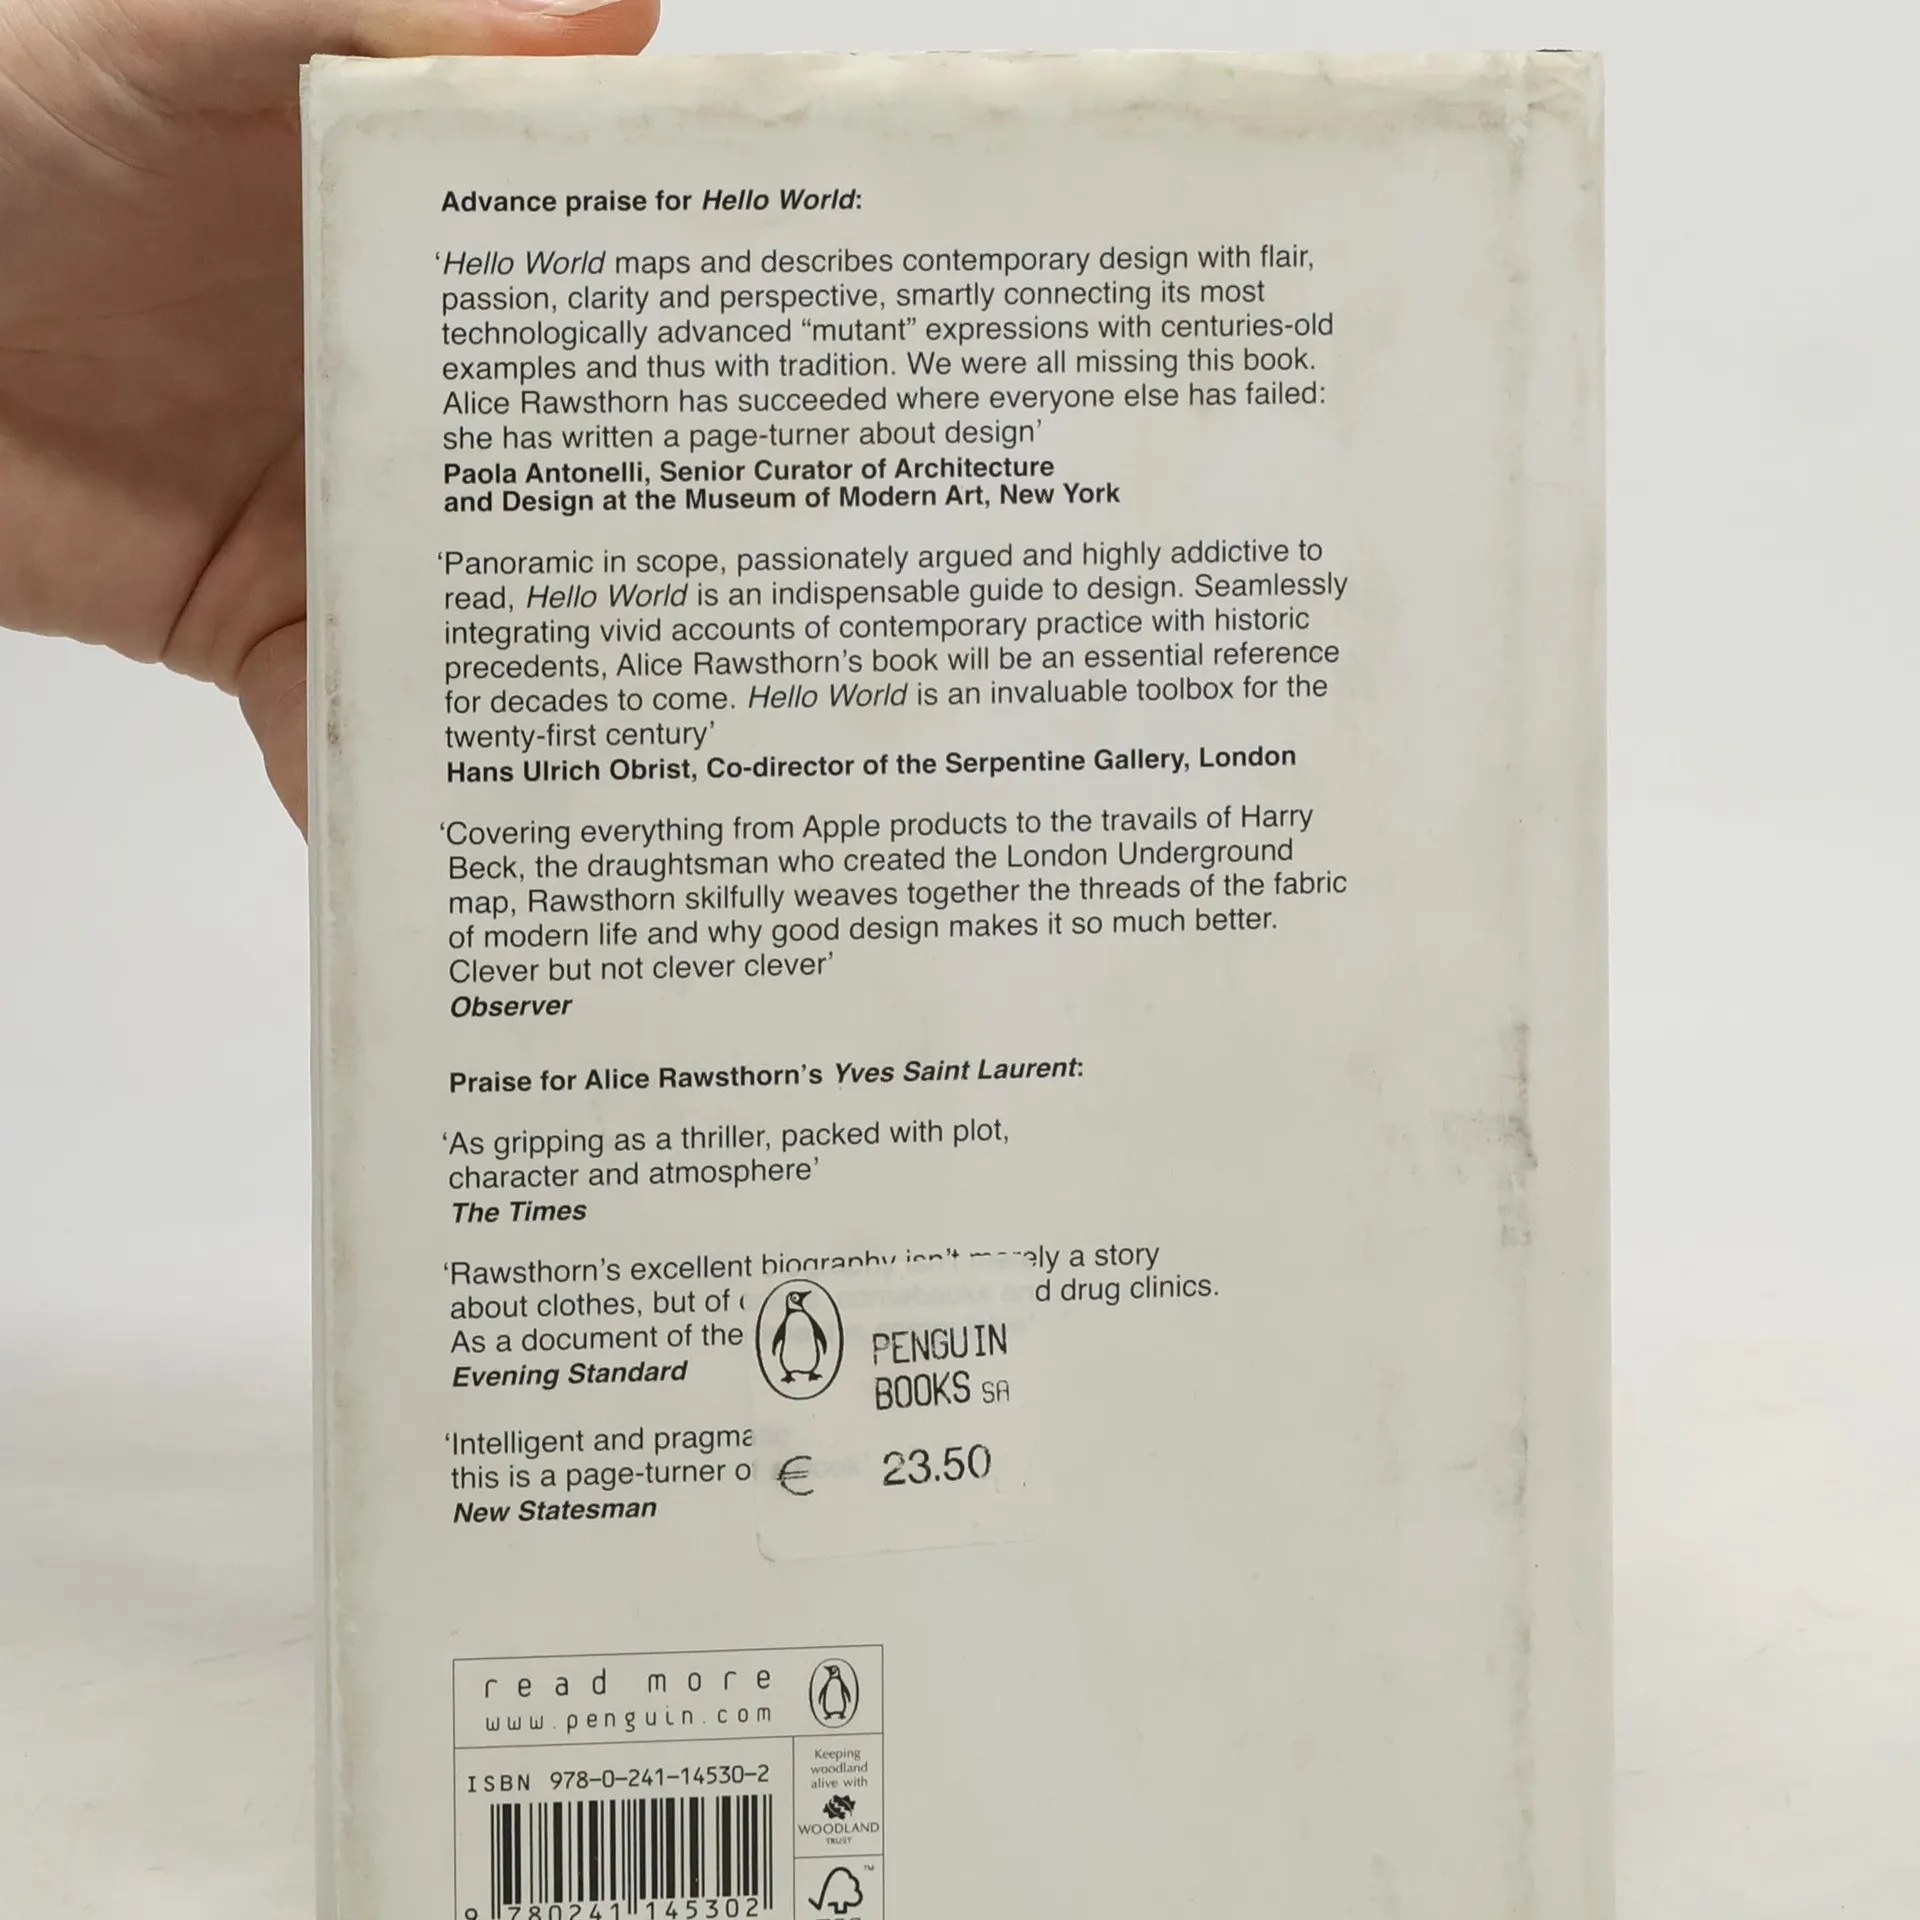 Advance praise for Hello World:
‘Hello World maps and describes contemporary design with flair,
passion, clarity and perspective, smartly connecting its most
technologically advanced “mutant” expressions with centuries-old
examples and thus with tradition. We were all missing this book.
Alice Rawsthorn has succeeded where everyone else has failed:
she has written a page-turner about design’
Paola Antonelli, Senior Curator of Architecture
and Design at the Museum of Modern Art, New York
‘Panoramic in scope, passionately argued and highly addictive to
read, Hello World is an indispensable guide to design. Seamlessly
integrating vivid accounts of contemporary practice with historic
precedents, Alice Rawsthorn’s book will be an essential reference
for decades to come. Hello World is an invaluable toolbox for the
twenty-first century’
Hans Ulrich Obrist, Co-director of the Serpentine Gallery, London
‘Covering everything from Apple products to the travails of Harry
Beck, the draughtsman who created the London Underground
map, Rawsthorn skilfully weaves together the threads of the fabric
of modern life and why good design makes it so much better.
Clever but not clever clever’
Observer
Praise for Alice Rawsthorn’s Yves Saint Laurent:
‘As gripping as a thriller, packed with plot,
character and atmosphere’
The Times
‘Rawsthorn’s excellent biography isn’t merely a story
about clothes, but of drug clinics.
As a document of the
Evening Standard
‘Intelligent and
this is a page-turner
New Statesman
PENGUIN
BOOKS SA
€ 23.50
read more
www.penguin.com
ISBN 978-0-241-14530-2
9 780241 145302
Keeping
woodland
alive with
WOODLAND
TRUST
TM